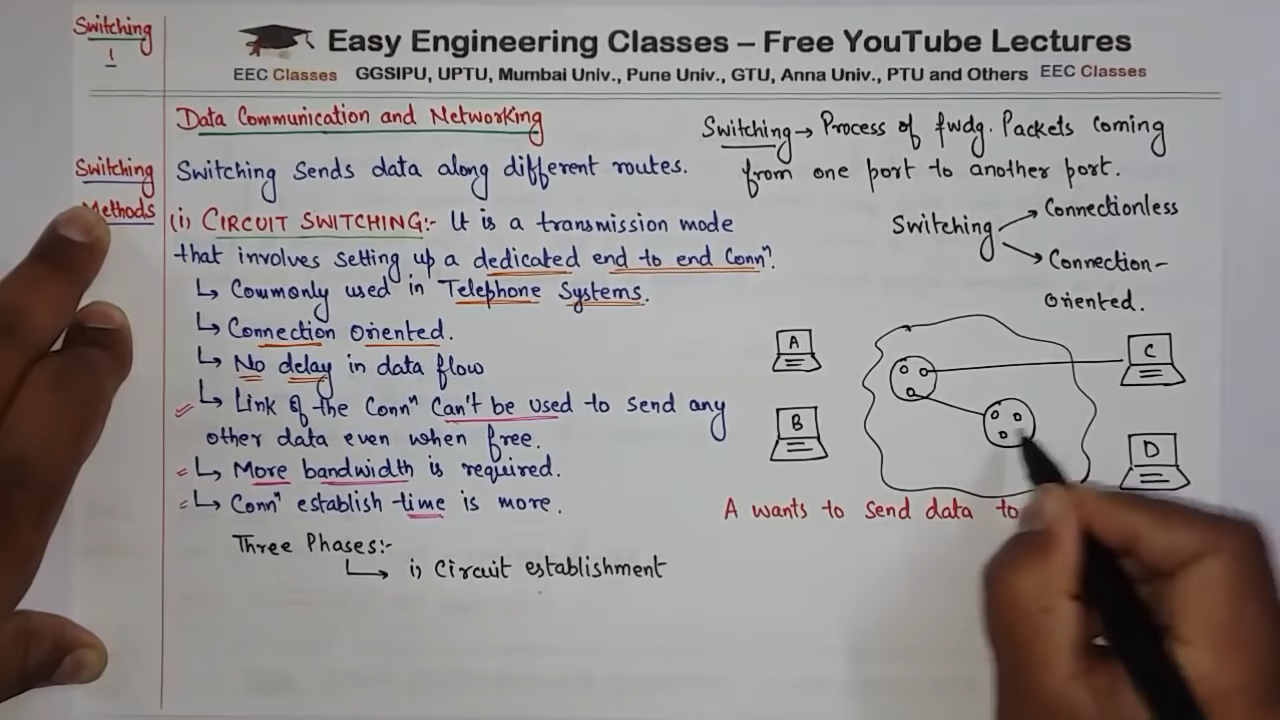 Switching
1
Easy Engineering Classes – Free YouTube Lectures
EEC Classes GGSIPU, UPTU, Mumbai Univ., Pune Univ., GTU, Anna Univ., PTU and Others EEC Classes
Data Communication and Networking
Switching → Process of fwdg. Packets coming
from one port to another port.
Switching
Methods
Switching sends data along different routes.
(i) CIRCUIT SWITCHING:- It is a transmission mode
that involves setting up a dedicated end to end Connⁿ.
↳ Commonly used in Telephone Systems.
↳ Connection Oriented.
↳ No delay in data flow
↳ Link of the Connⁿ Can't be used to send any
other data even when free.
↳ More bandwidth is required.
↳ Connⁿ establish time is more.
Three Phases:-
↳ i) Circuit establishment
Switching
Connectionless
Connection-
Oriented.
A
B
C
D
A wants to send data to